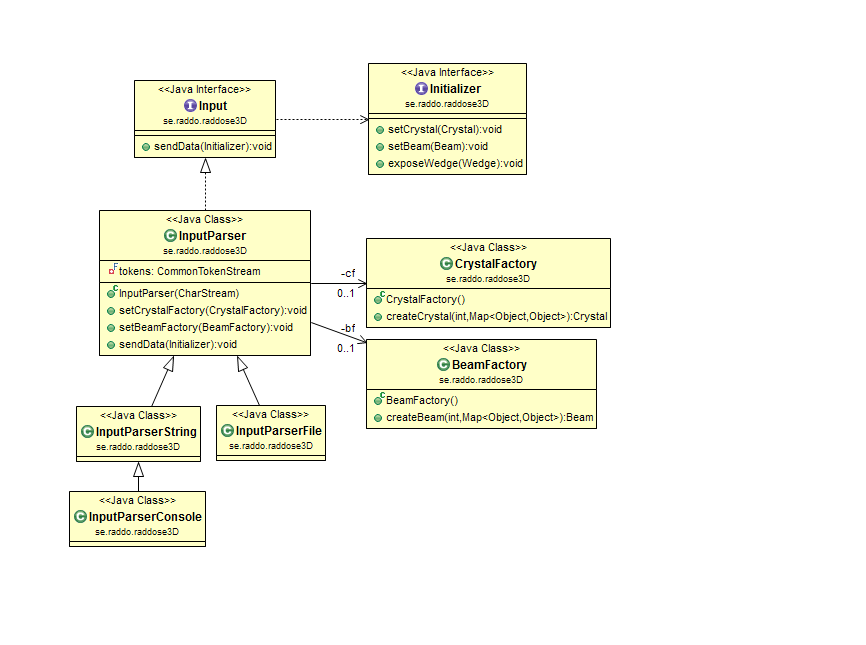 <<Java Interface>>
I Input
se.raddo.raddose3D
sendData(Initializer):void
<<Java Interface>>
I Initializer
se.raddo.raddose3D
setCrystal(Crystal):void
setBeam(Beam):void
exposeWedge(Wedge):void
<<Java Class>>
C InputParser
se.raddo.raddose3D
F tokens: CommonTokenStream
C InputParser(CharStream)
setCrystalFactory(CrystalFactory):void
setBeamFactory(BeamFactory):void
sendData(Initializer):void
-cf
0..1
-bf
0..1
<<Java Class>>
C CrystalFactory
se.raddo.raddose3D
C CrystalFactory()
createCrystal(int,Map<Object,Object>):Crystal
<<Java Class>>
C BeamFactory
se.raddo.raddose3D
C BeamFactory()
createBeam(int,Map<Object,Object>):Beam
<<Java Class>>
C InputParserString
se.raddo.raddose3D
<<Java Class>>
C InputParserFile
se.raddo.raddose3D
<<Java Class>>
C InputParserConsole
se.raddo.raddose3D